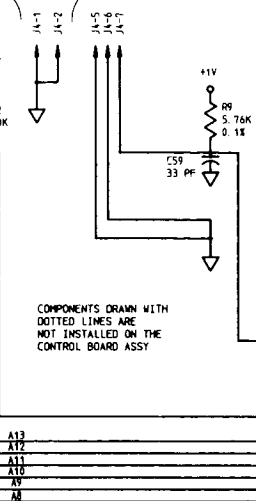 J4-1
J4-2
J4-5
J4-6
J4-7
+1V
R9
5.76K
0.1%
C59
33 PF
COMPONENTS DRAWN WITH
DOTTED LINES ARE
NOT INSTALLED ON THE
CONTROL BOARD ASSY
A13
A12
A11
A10
A9
A8